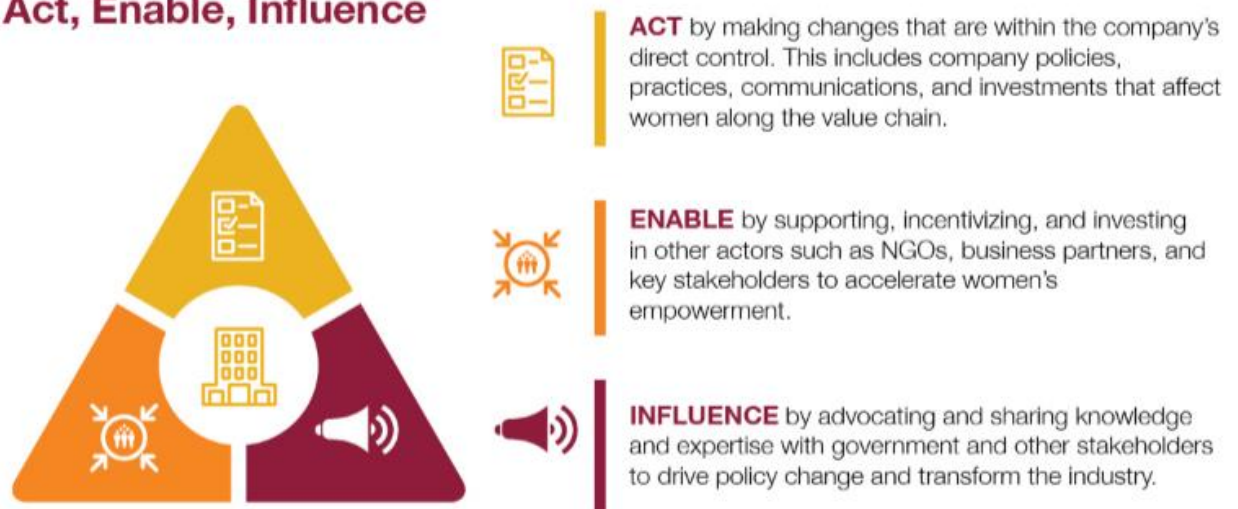 Act, Enable, Influence
ACT by making changes that are within the company's
direct control. This includes company policies,
practices, communications, and investments that affect
women along the value chain.
ENABLE by supporting, incentivizing, and investing
in other actors such as NGOs, business partners, and
key stakeholders to accelerate women's
empowerment.
INFLUENCE by advocating and sharing knowledge
and expertise with government and other stakeholders
to drive policy change and transform the industry.